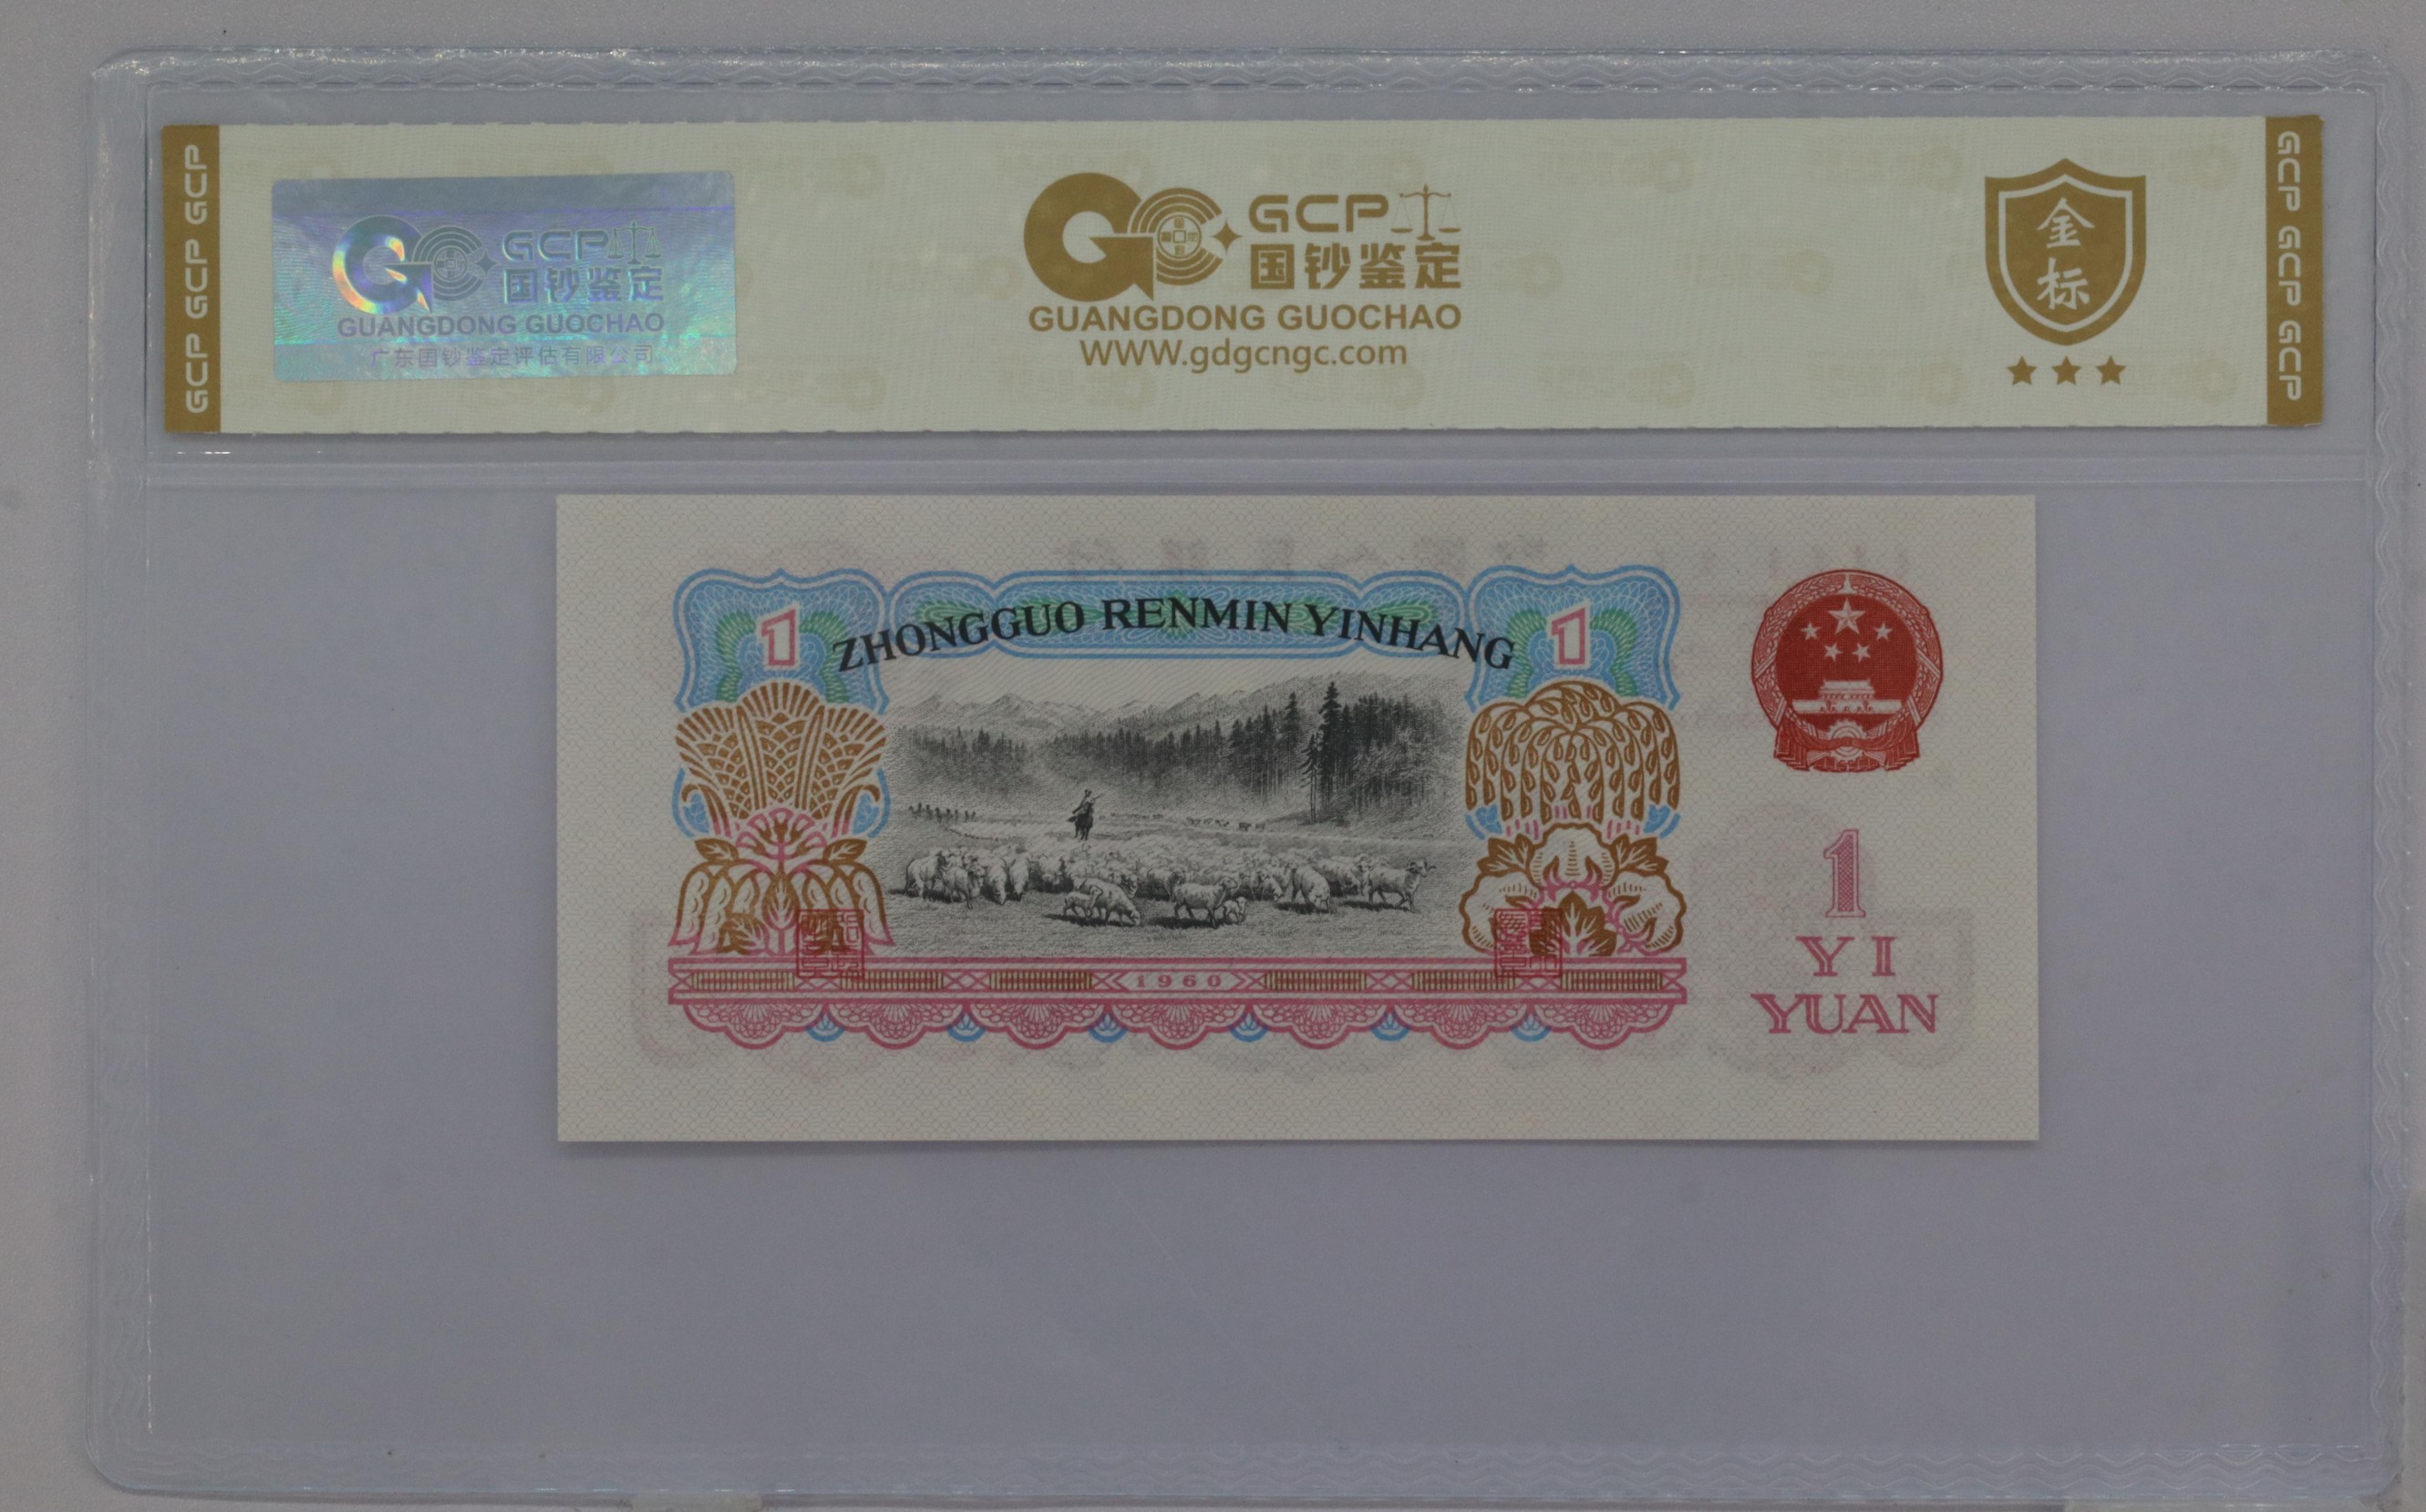 GCP GCP GCP
GCP
国钞鉴定
GUANGDONG GUOCHAO
广东国钞鉴定评估有限公司
GCP
国钞鉴定
GUANGDONG GUOCHAO
WWW.gdgcngc.com
金
标
GCP GCP GCP
1
ZHONGGUO RENMIN YINHANG
1
1960
1
YI
YUAN